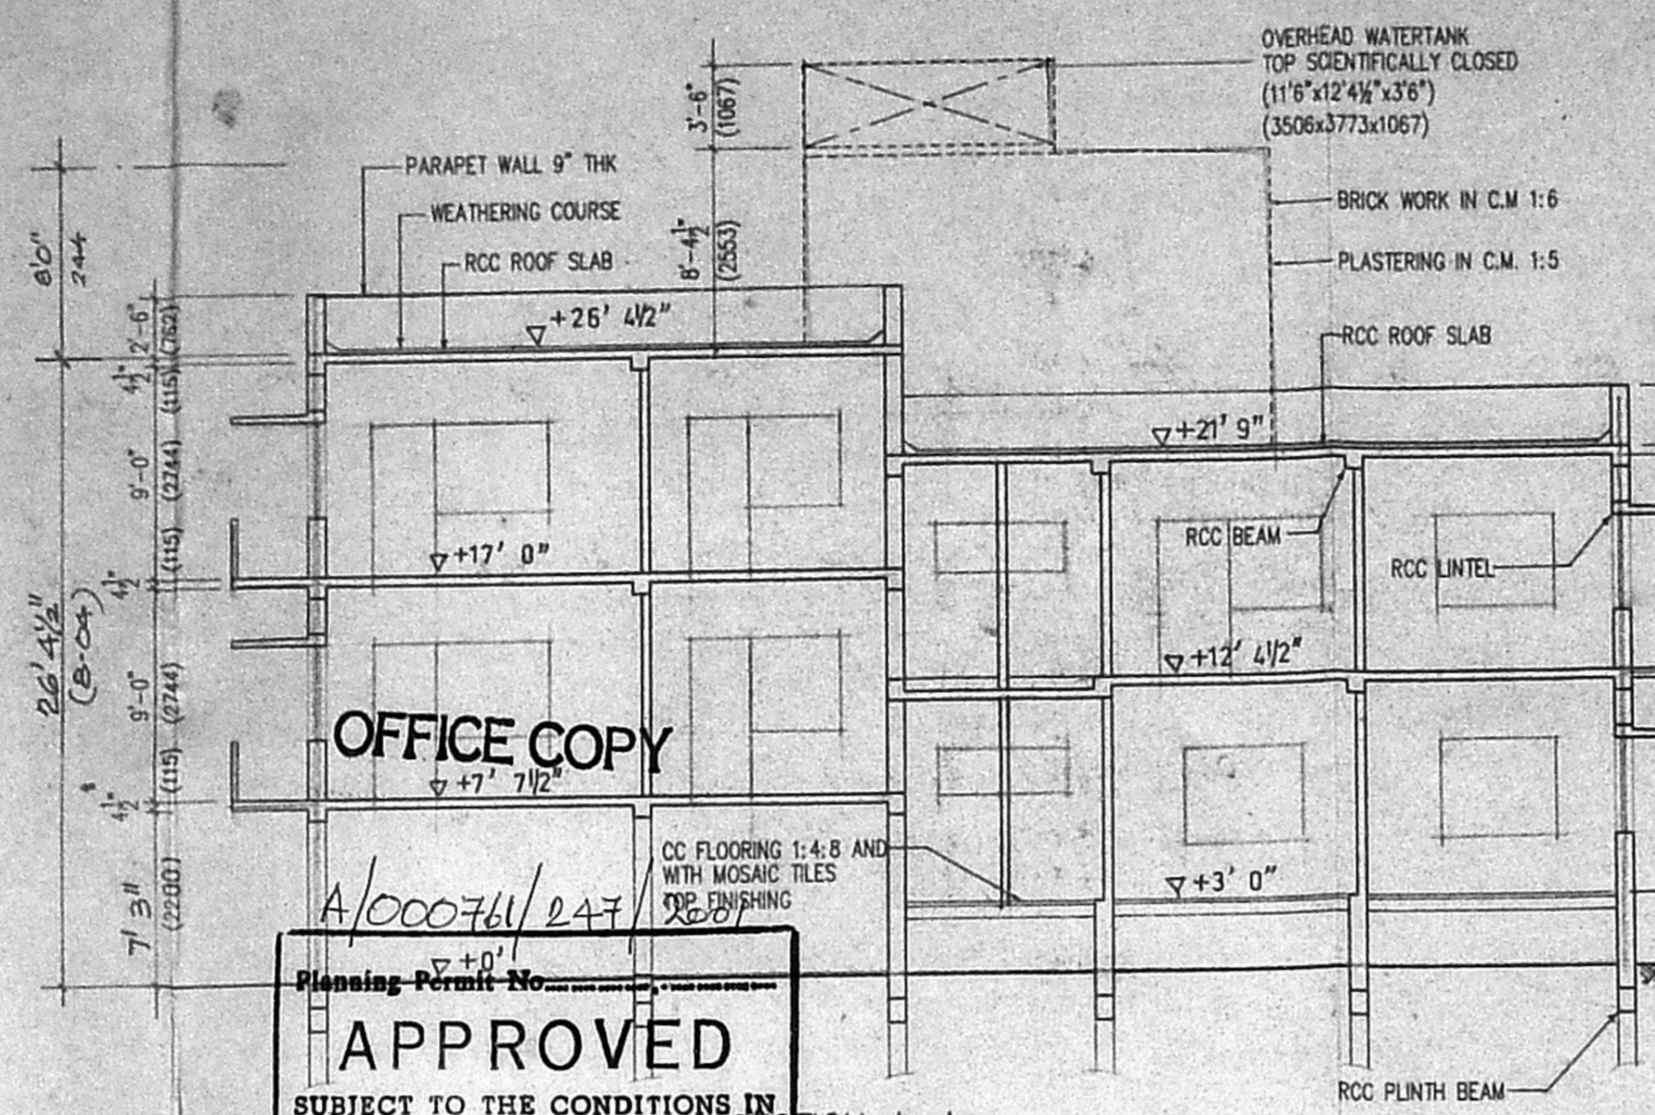 OVERHEAD WATERTANK
TOP SCIENTIFICALLY CLOSED
(11'6"x12'4½"x3'6")
(3506x3773x1067)
3'-6"
(1067)
PARAPET WALL 9" THK
WEATHERING COURSE
RCC ROOF SLAB
8'-4½"
(2553)
BRICK WORK IN C.M 1:6
PLASTERING IN C.M. 1:5
RCC ROOF SLAB
8'0"
244
2'-6"
(762)
+26' 4½"
4½"
(115)
+21' 9"
9'-0"
(2744)
RCC BEAM
RCC LINTEL
+17' 0"
4½"
(115)
26' 4½"
(8-04)
9'-0"
(2744)
+12' 4½"
OFFICE COPY
+7' 7½"
4½"
(115)
CC FLOORING 1:4:8 AND
WITH MOSAIC TILES
TOP FINISHING
+3' 0"
7' 3"
(2200)
A/000761/247/2001
+0'
Planning Permit No
APPROVED
SUBJECT TO THE CONDITIONS IN
RCC PLINTH BEAM